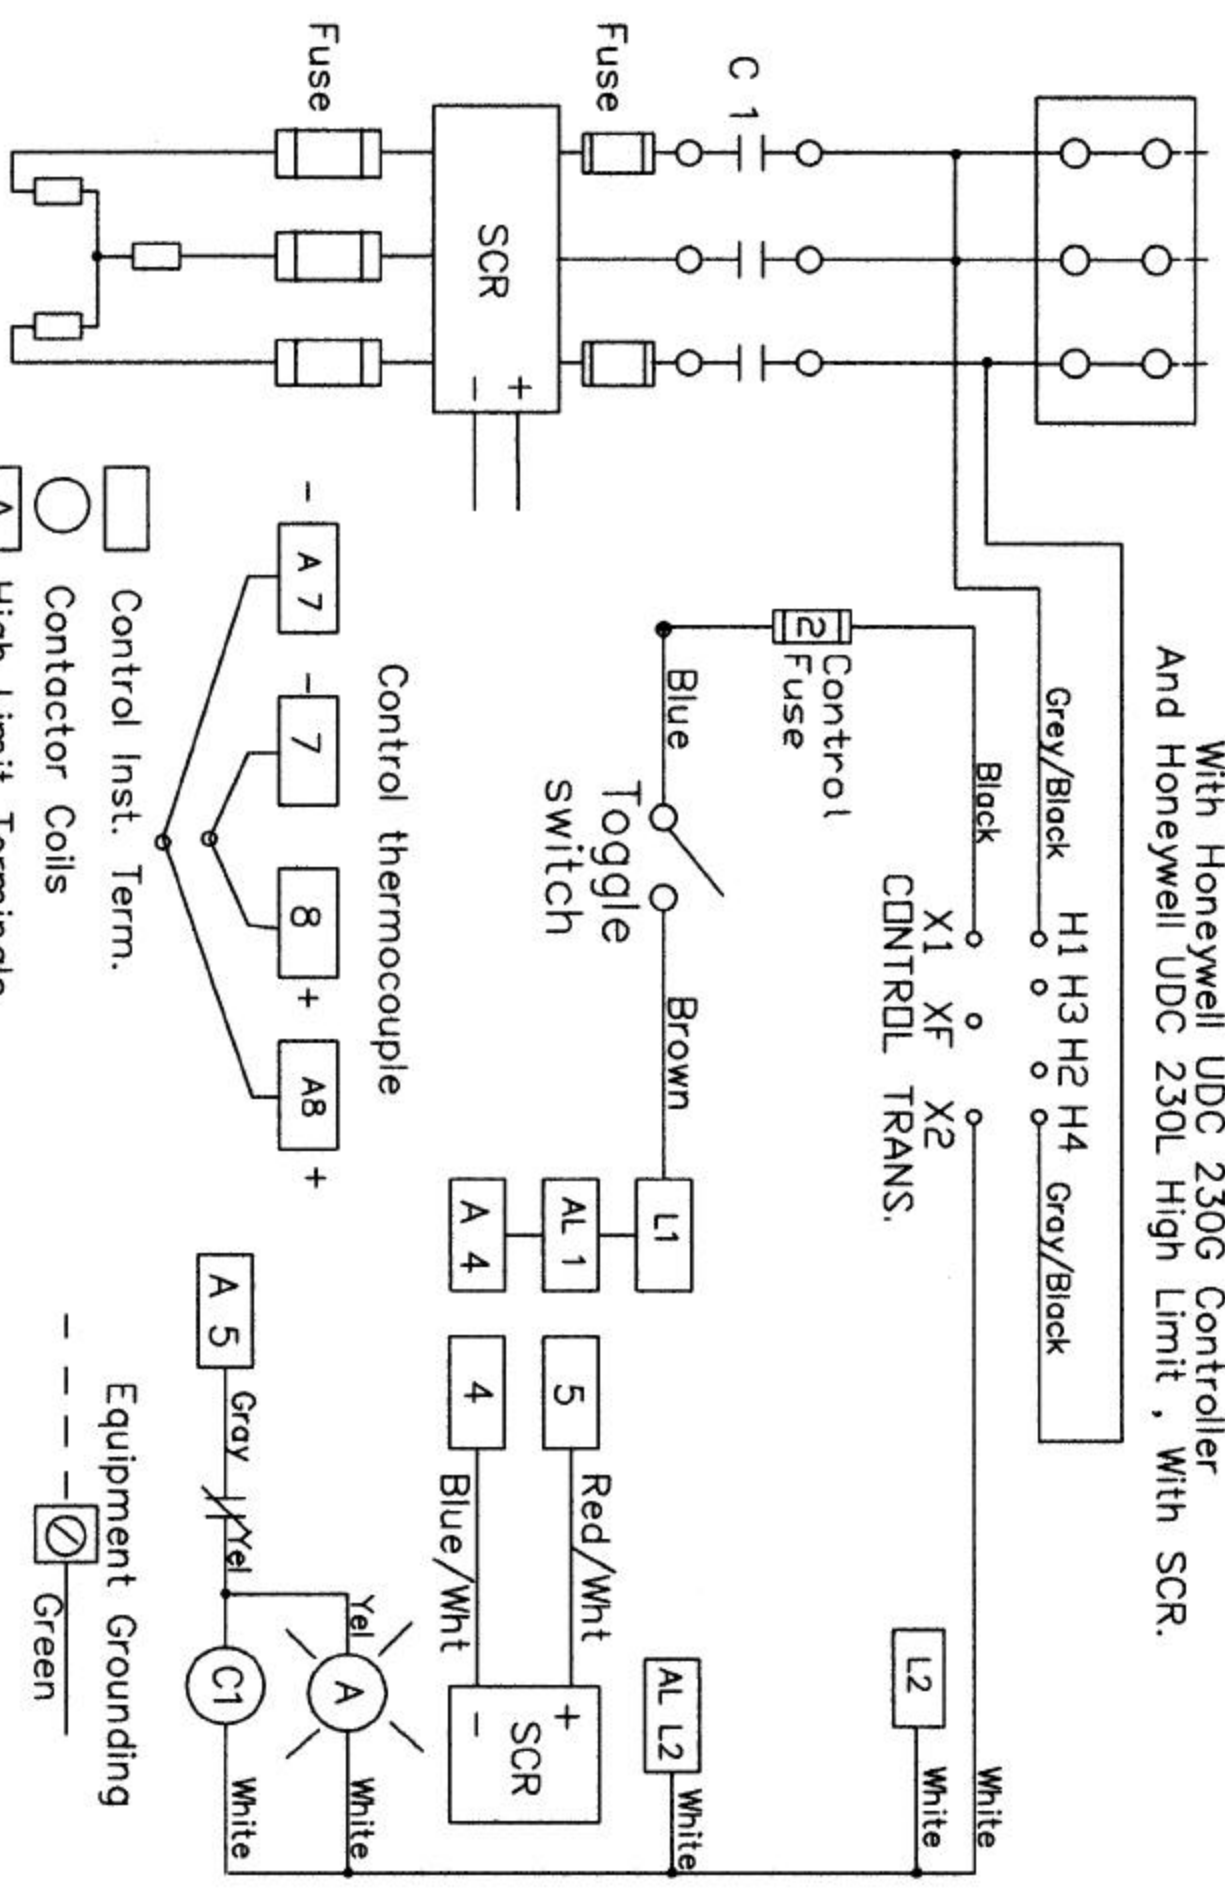 With Honeywell UDC 230G Controller
And Honeywell UDC 230L High Limit , With SCR.
Grey/Black
H1 H3 H2 H4
Gray/Black
Black
X1 XF X2
CONTROL TRANS.
White
L2
White
C 1
Fuse
Fuse
SCR
+
-
2
Control
Fuse
Blue
Toggle
switch
Brown
L1
AL 1
A 4
5
Red/Wht
4
Blue/Wht
+
-
SCR
AL L2
White
Control thermocouple
-
A 7
-
7
8
+
A8
+
A
Yel
White
A 5
Gray
Yel
C1
White
Control Inst. Term.
Contactor Coils
A
High Limit Terminals
Equipment Grounding
Green